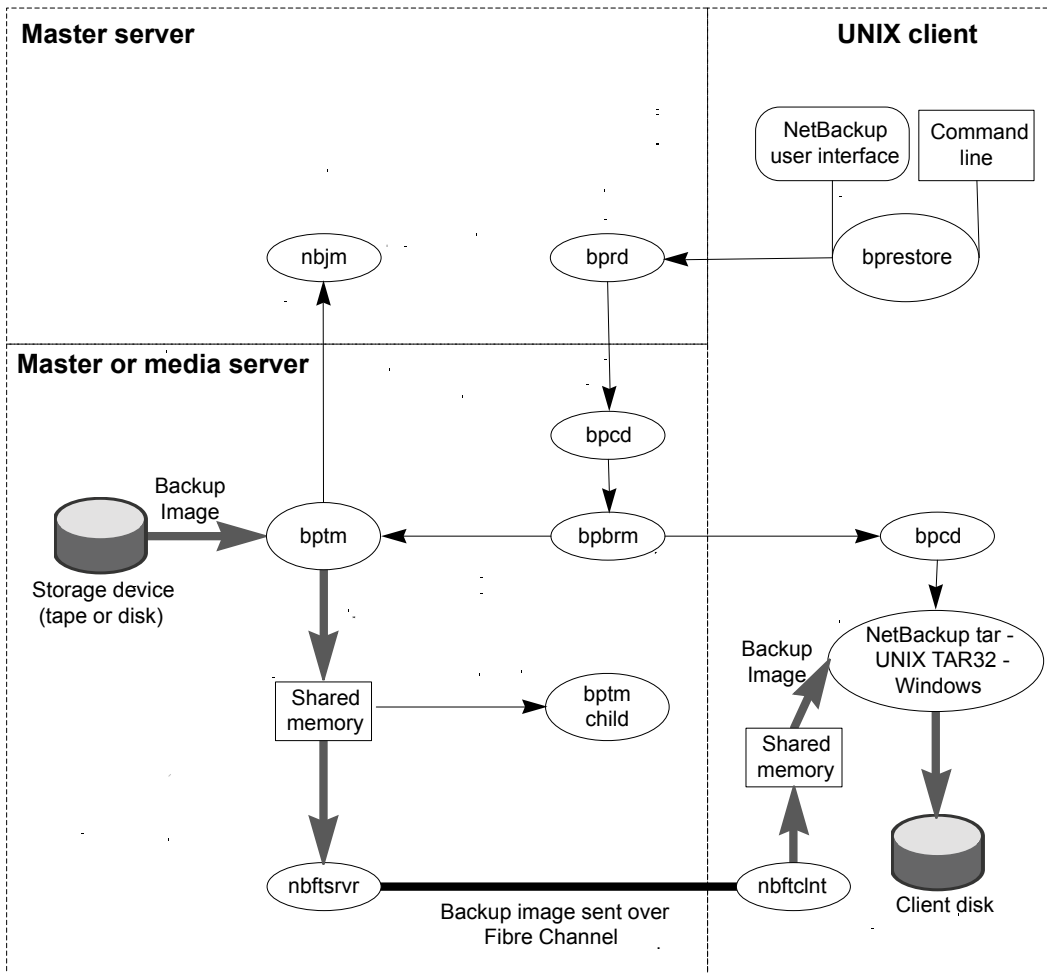 Master server
UNIX client
NetBackup
user interface
Command
line
nbjm
bprd
bprestore
Master or media server
bpcd
Backup
Image
bptm
bpbrm
bpcd
Storage device
(tape or disk)
NetBackup tar -
UNIX TAR32 -
Windows
Backup
Image
Shared
memory
bptm
child
Shared
memory
nbftsrvr
nbftclnt
Client disk
Backup image sent over
Fibre Channel